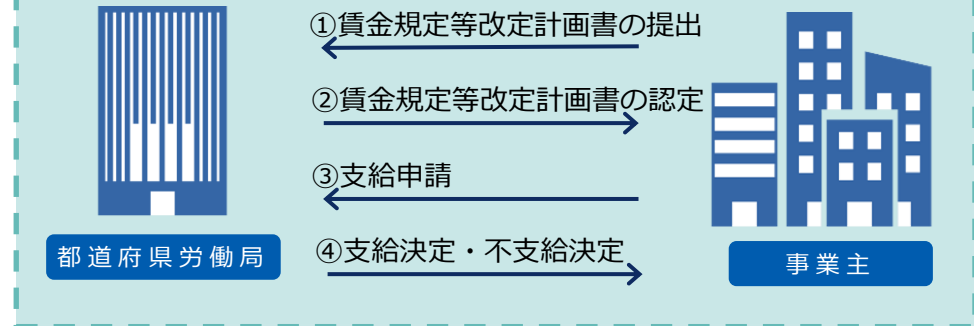 ①賃金規定等改定計画書の提出
②賃金規定等改定計画書の認定
③支給申請
④支給決定・不支給決定
都道府県労働局
事業主